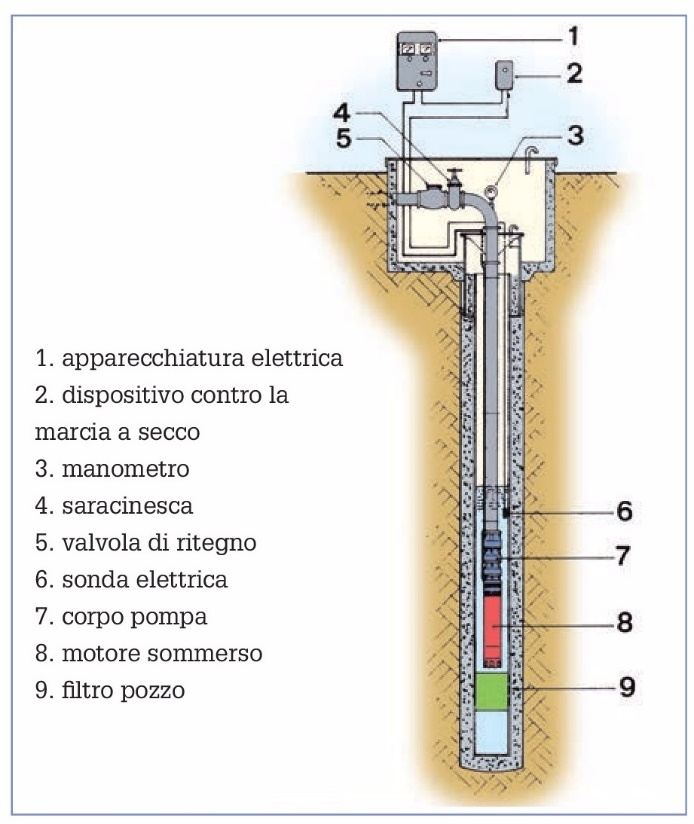 1
2
4
5
3
1. apparecchiatura elettrica
2. dispositivo contro la
marcia a secco
3. manometro
4. saracinesca
5. valvola di ritegno
6. sonda elettrica
7. corpo pompa
8. motore sommerso
9. filtro pozzo
6
7
8
9